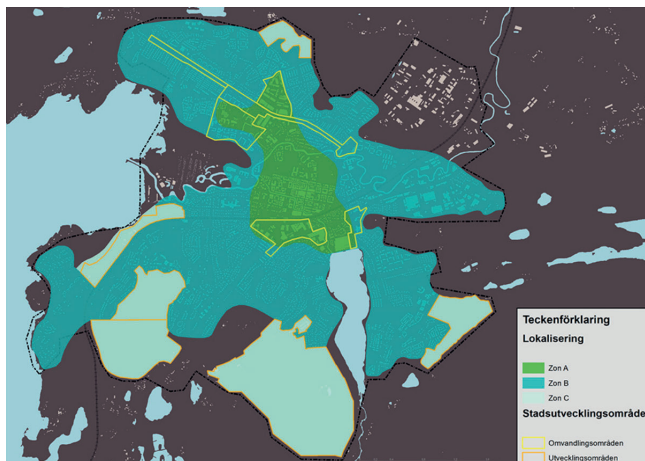 Teckenförklaring
Lokalisering
Zon A
Zon B
Zon C
Stadsutvecklingsområde
Omvandlingsområden
Utvecklingsområden